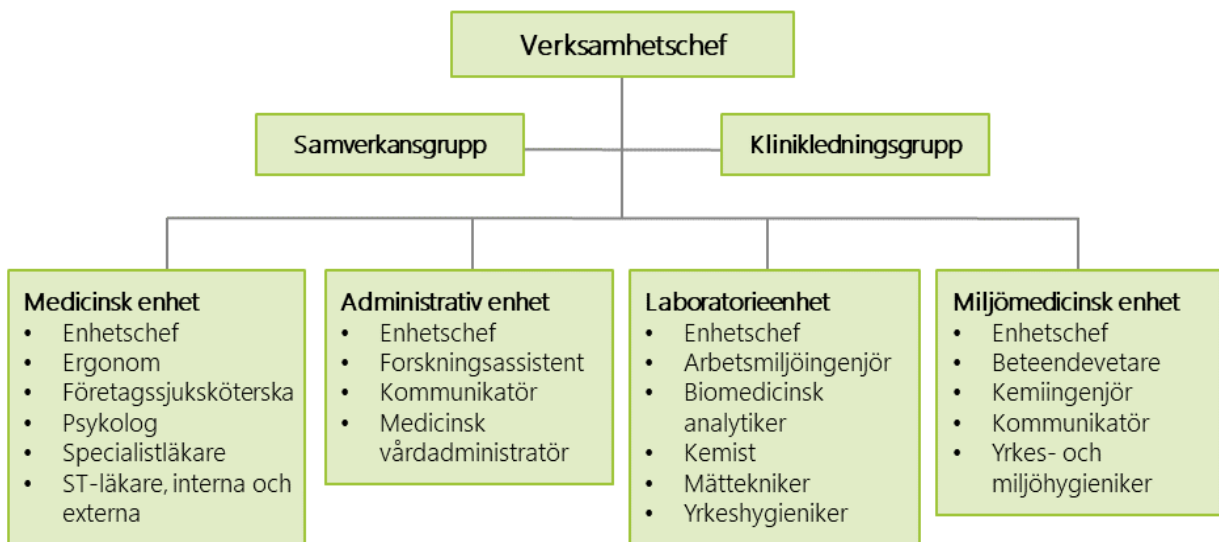 Verksamhetschef
Samverkansgrupp
Klinikledningsgrupp
Medicinsk enhet
• Enhetschef
• Ergonom
• Företagssjuksköterska
• Psykolog
• Specialistläkare
• ST-läkare, interna och
externa
Administrativ enhet
• Enhetschef
• Forskningsassistent
• Kommunikatör
• Medicinsk
vårdadministratör
Laboratorieenhet
• Enhetschef
• Arbetsmiljöingenjör
• Biomedicinsk
analytiker
• Kemist
• Mättekniker
• Yrkeshygieniker
Miljömedicinsk enhet
• Enhetschef
• Beteendevetare
• Kemiingenjör
• Kommunikatör
• Yrkes- och
miljöhygieniker